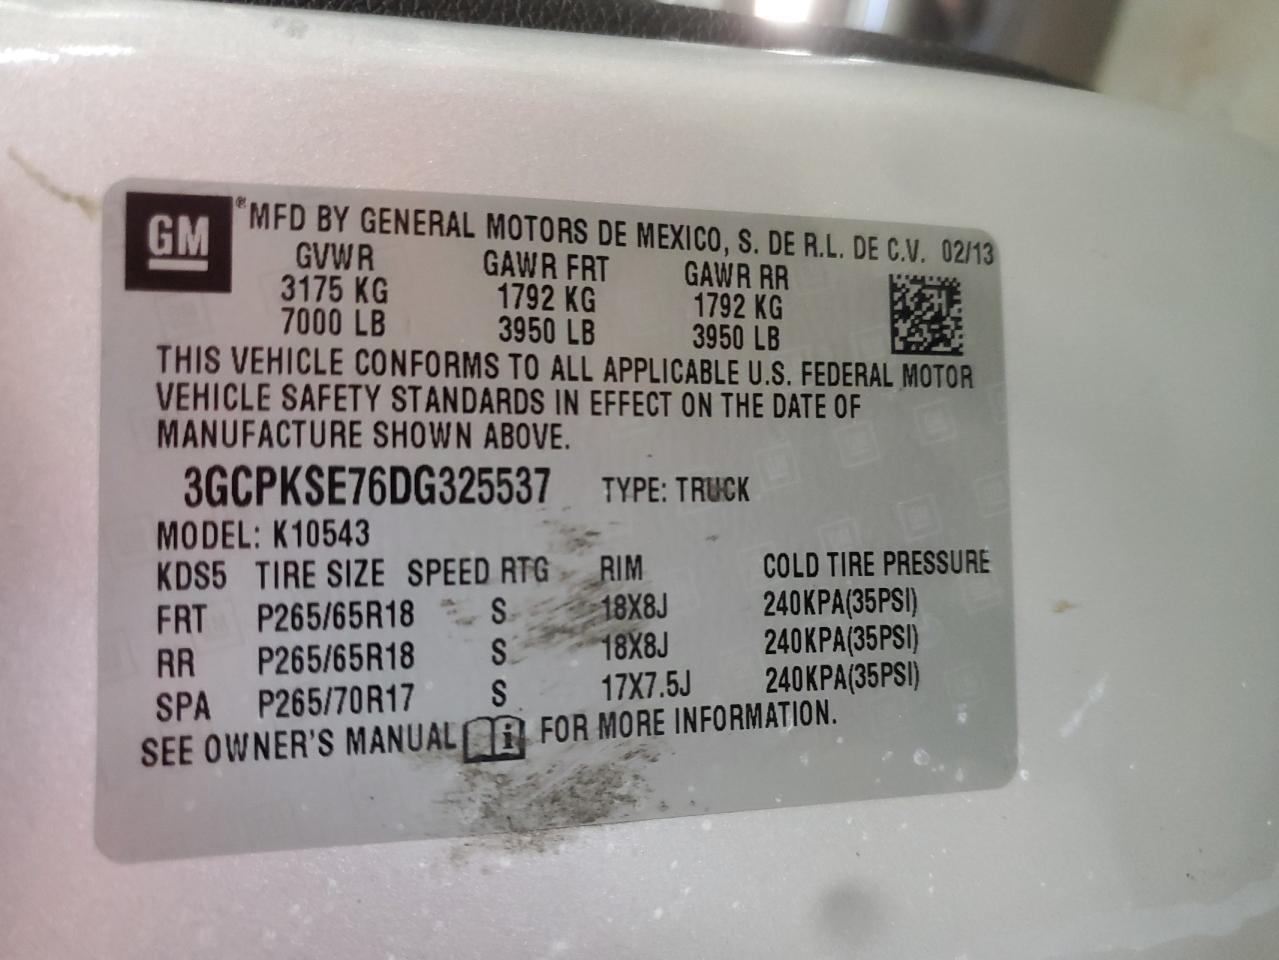 GM ® MFD BY GENERAL MOTORS DE MEXICO, S. DE R.L. DE C.V. 02/13
GVWR GAWR FRT GAWR RR
3175 KG 1792 KG 1792 KG
7000 LB 3950 LB 3950 LB
THIS VEHICLE CONFORMS TO ALL APPLICABLE U.S. FEDERAL MOTOR
VEHICLE SAFETY STANDARDS IN EFFECT ON THE DATE OF
MANUFACTURE SHOWN ABOVE.
3GCPKSE76DG325537 TYPE: TRUCK
MODEL: K10543
KDS5 TIRE SIZE SPEED RTG RIM COLD TIRE PRESSURE
FRT P265/65R18 S 18X8J 240KPA(35PSI)
RR P265/65R18 S 18X8J 240KPA(35PSI)
SPA P265/70R17 S 17X7.5J 240KPA(35PSI)
SEE OWNER'S MANUAL i FOR MORE INFORMATION.